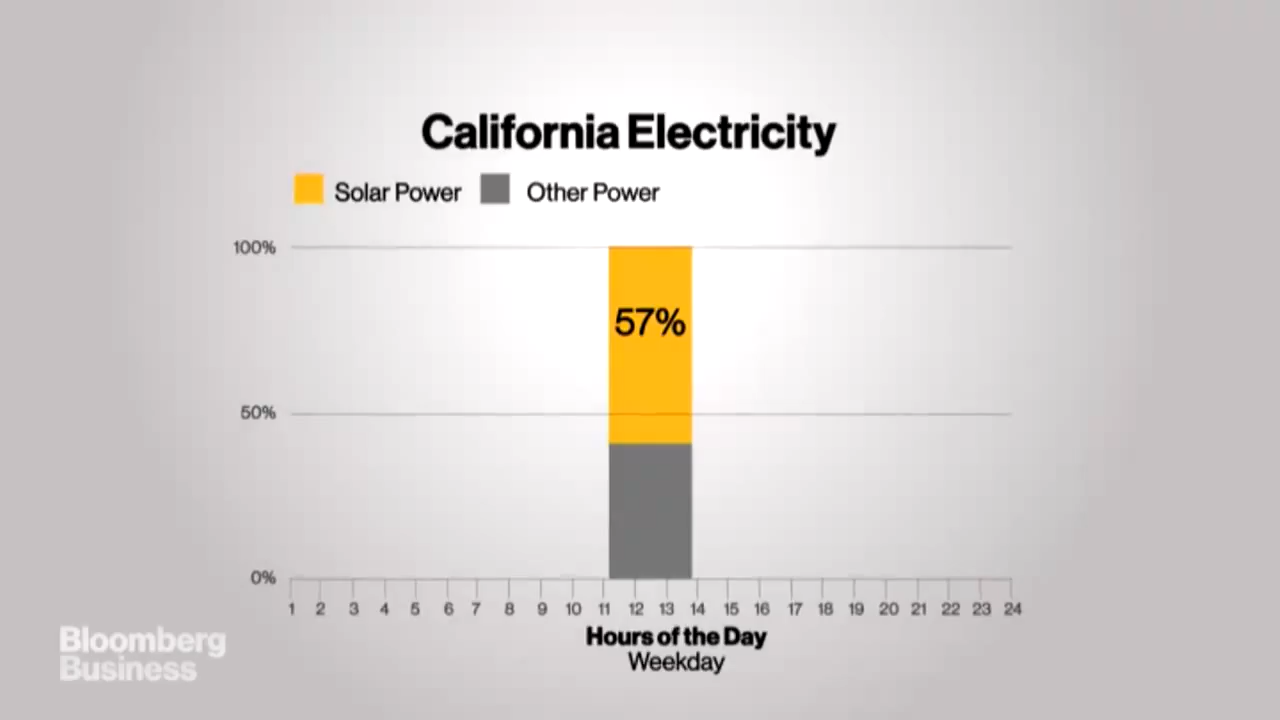 California Electricity
Solar Power Other Power
100%
57%
50%
0%
1 2 3 4 5 6 7 8 9 10 11 12 13 14 15 16 17 18 19 20 21 22 23 24
Hours of the Day
Weekday
Bloomberg
Business